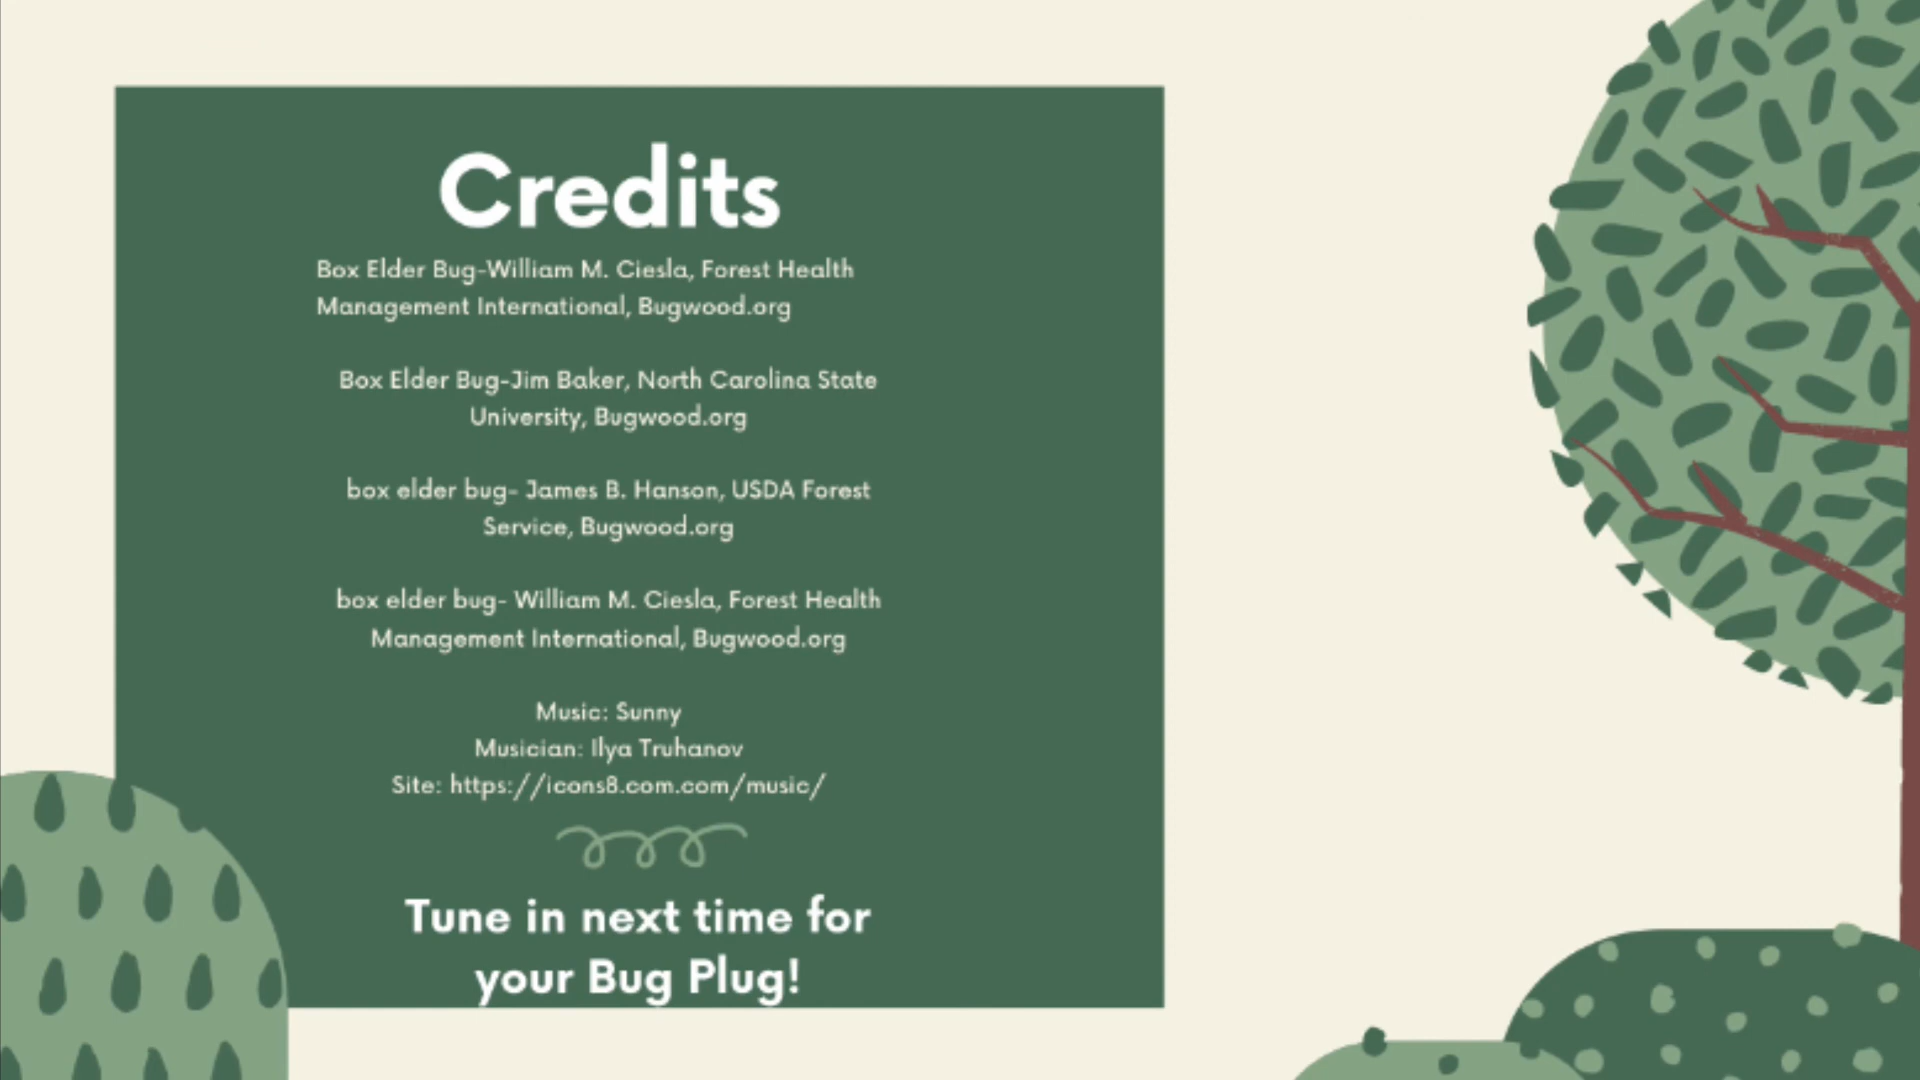 Credits
Box Elder Bug-William M. Ciesla, Forest Health
Management International, Bugwood.org
Box Elder Bug-Jim Baker, North Carolina State
University, Bugwood.org
box elder bug- James B. Hanson, USDA Forest
Service, Bugwood.org
box elder bug- William M. Ciesla, Forest Health
Management International, Bugwood.org
Music: Sunny
Musician: Ilya Truhanov
Site: https://icons8.com.com/music/
Tune in next time for
your Bug Plug!